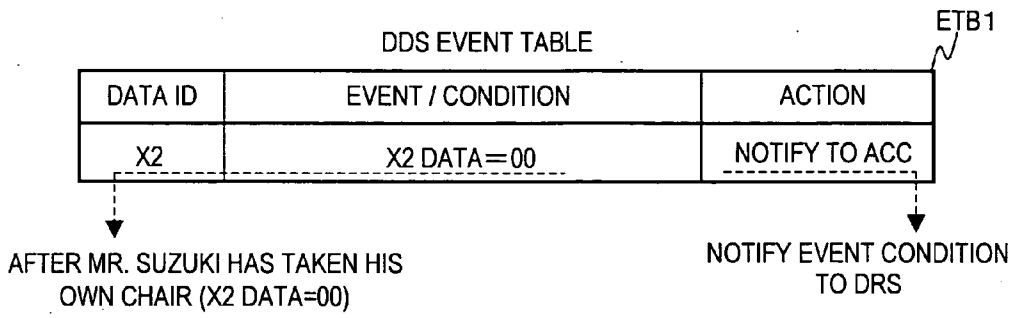 ETB1
DDS EVENT TABLE
DATA ID EVENT / CONDITION ACTION
X2 X2 DATA=00 NOTIFY TO ACC
AFTER MR. SUZUKI HAS TAKEN HIS
OWN CHAIR (X2 DATA=00)
NOTIFY EVENT CONDITION
TO DRS